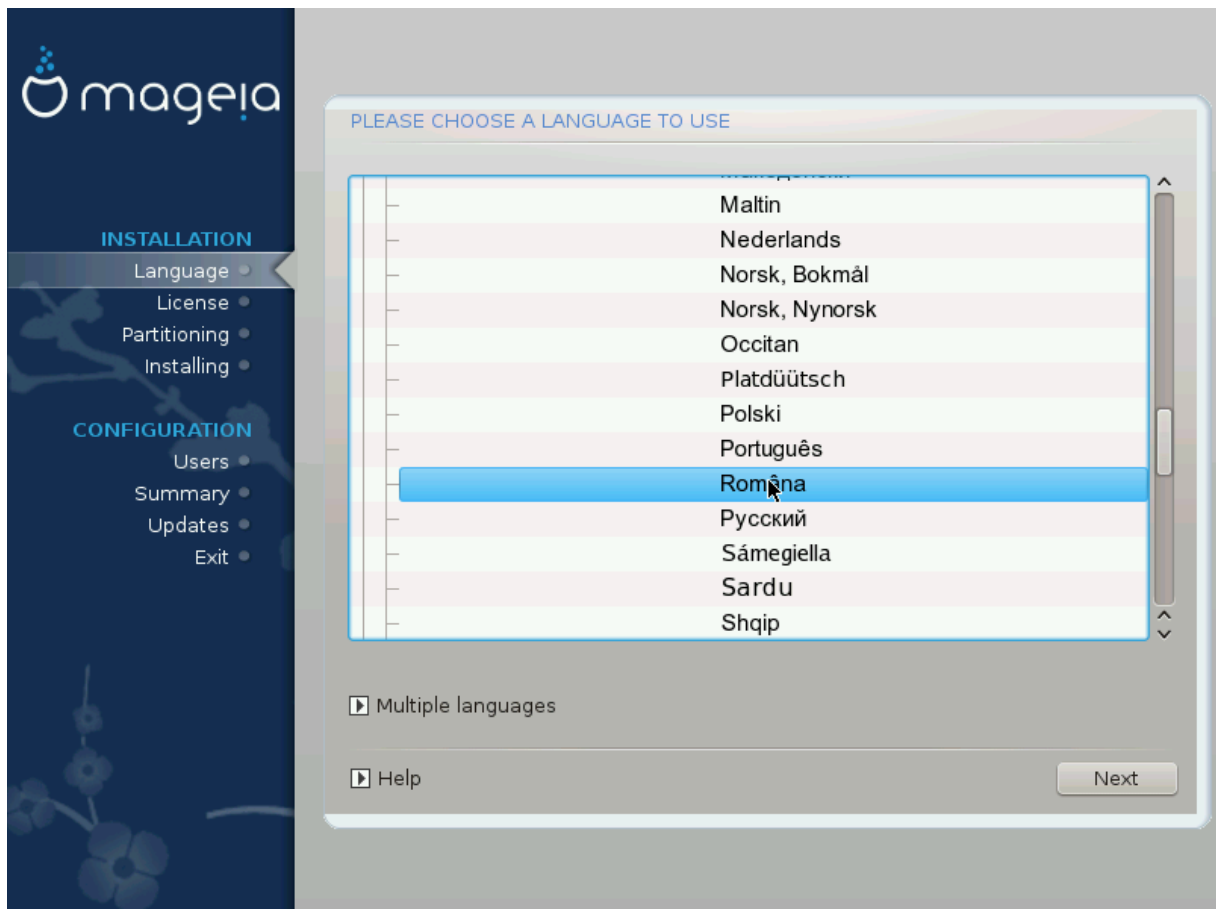 mageia
INSTALLATION
Language
License
Partitioning
Installing
CONFIGURATION
Users
Summary
Updates
Exit
PLEASE CHOOSE A LANGUAGE TO USE
Maltin
Nederlands
Norsk, Bokmål
Norsk, Nynorsk
Occitan
Platdüütsch
Polski
Português
Româna
Русский
Sámegiella
Sardu
Shqip
Multiple languages
Help
Next